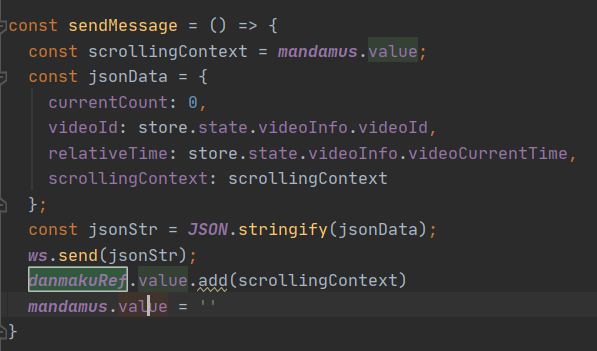 const sendMessage = () => {
const scrollingContext = mandamus.value;
const jsonData = {
currentCount: 0,
videoId: store.state.videoInfo.videoId,
relativeTime: store.state.videoInfo.videoCurrentTime,
scrollingContext: scrollingContext
};
const jsonStr = JSON.stringify(jsonData);
ws.send(jsonStr);
danmakuRef.value.add(scrollingContext)
mandamus.value = ''
}